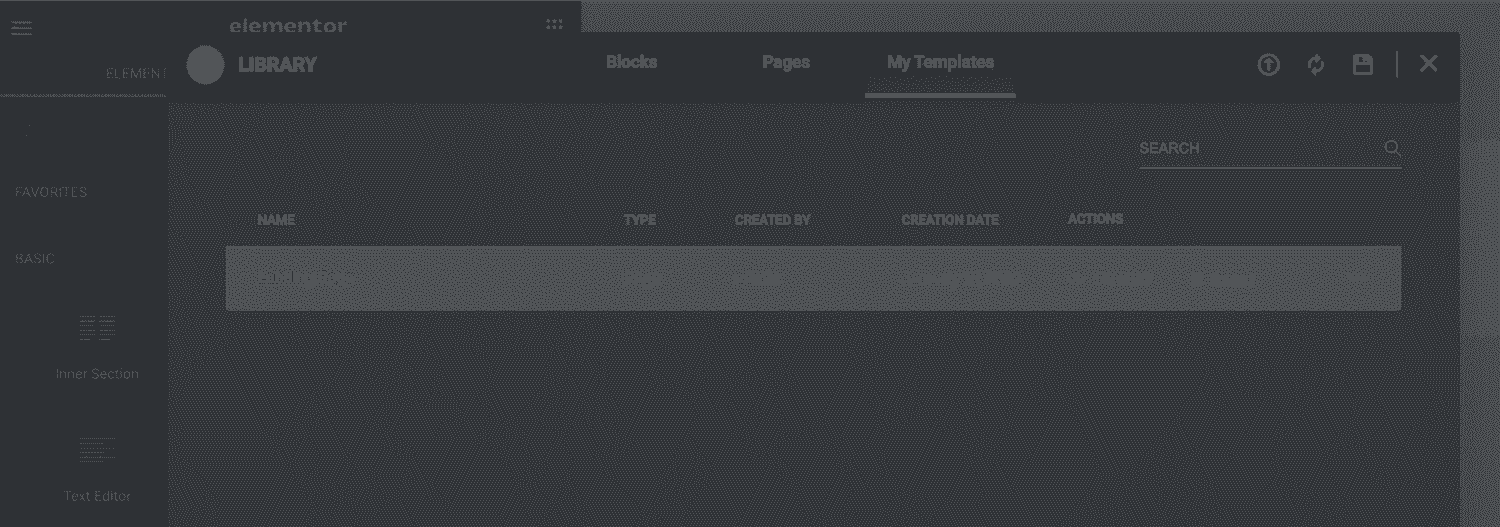 elementor
ELEMENT
LIBRARY
Blocks
Pages
My Templates
SEARCH
FAVORITES
NAME
TYPE
CREATED BY
CREATION DATE
ACTIONS
BASIC
Inner Section
Text Editor